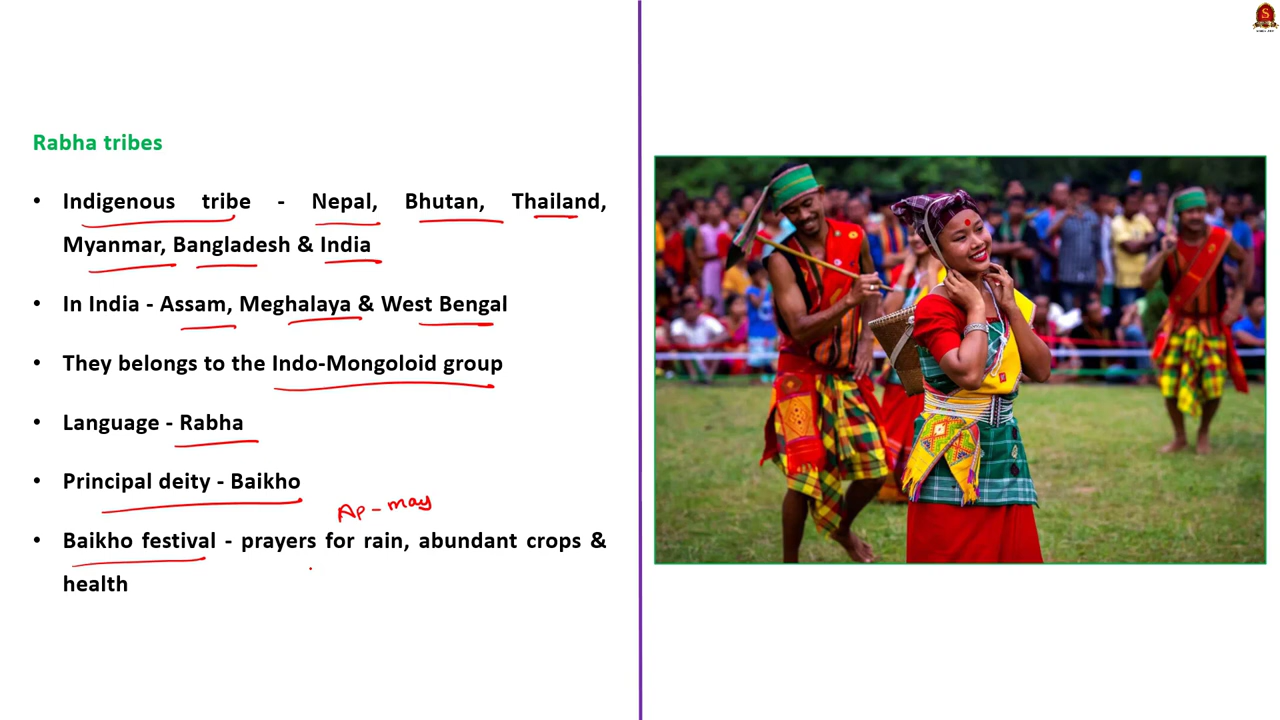 Rabha tribes
• Indigenous tribe - Nepal, Bhutan, Thailand,
Myanmar, Bangladesh & India
• In India - Assam, Meghalaya & West Bengal
• They belongs to the Indo-Mongoloid group
• Language - Rabha
• Principal deity - Baikho
Ap - may
• Baikho festival - prayers for rain, abundant crops &
health